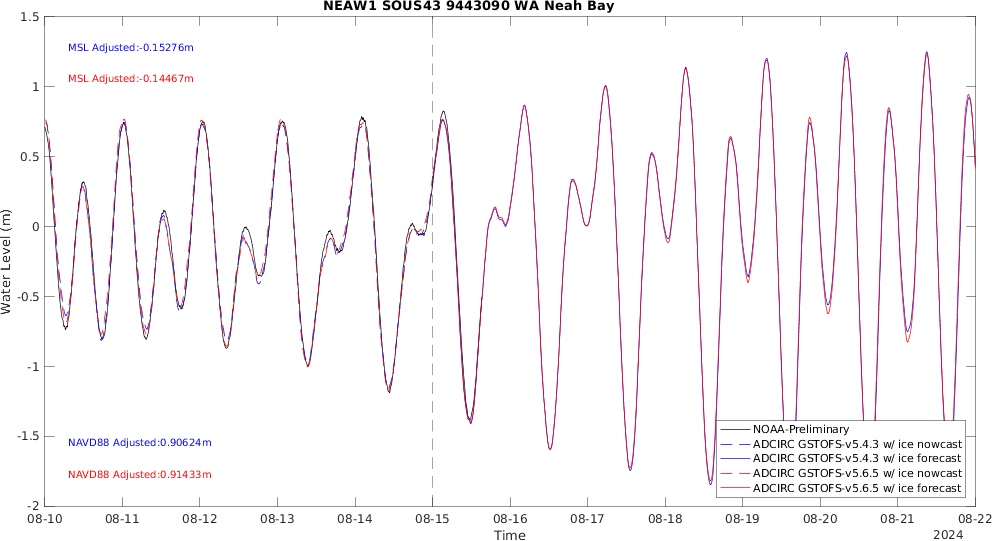 NEAW1 SOUS43 9443090 WA Neah Bay
1.5
1
0.5
0
-0.5
-1
-1.5
-2
Water Level (m)
MSL Adjusted:-0.15276m
MSL Adjusted:-0.14467m
NAVD88 Adjusted:0.90624m
NAVD88 Adjusted:0.91433m
NOAA-Preliminary
ADCIRC GSTOFS-v5.4.3 w/ ice nowcast
ADCIRC GSTOFS-v5.4.3 w/ ice forecast
ADCIRC GSTOFS-v5.6.5 w/ ice nowcast
ADCIRC GSTOFS-v5.6.5 w/ ice forecast
08-10 08-11 08-12 08-13 08-14 08-15 08-16 08-17 08-18 08-19 08-20 08-21 08-22
Time
2024